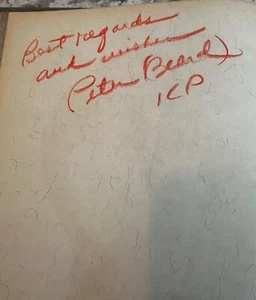 Best regards
and wishes
(Peter Beard)
ICP